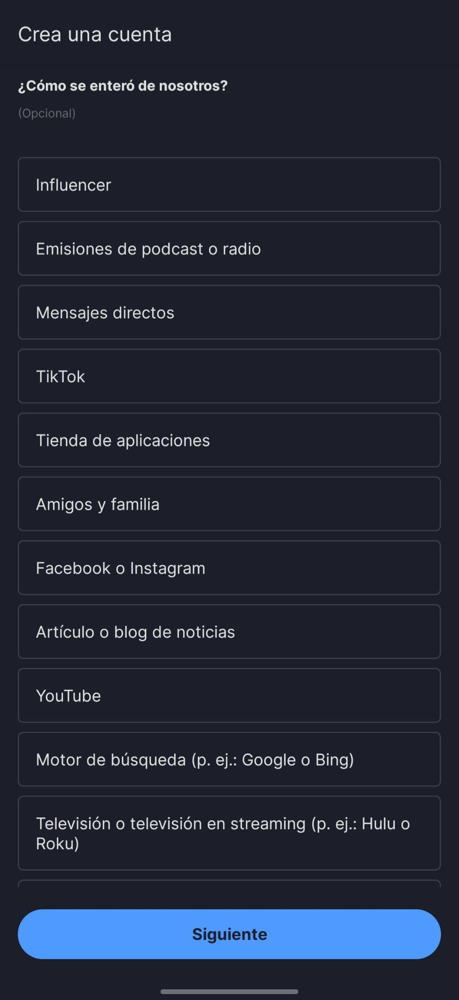 Crea una cuenta
¿Cómo se enteró de nosotros?
(Opcional)
Influencer
Emisiones de podcast o radio
Mensajes directos
TikTok
Tienda de aplicaciones
Amigos y familia
Facebook o Instagram
Artículo o blog de noticias
YouTube
Motor de búsqueda (p. ej.: Google o Bing)
Televisión o televisión en streaming (p. ej.: Hulu o
Roku)
Siguiente